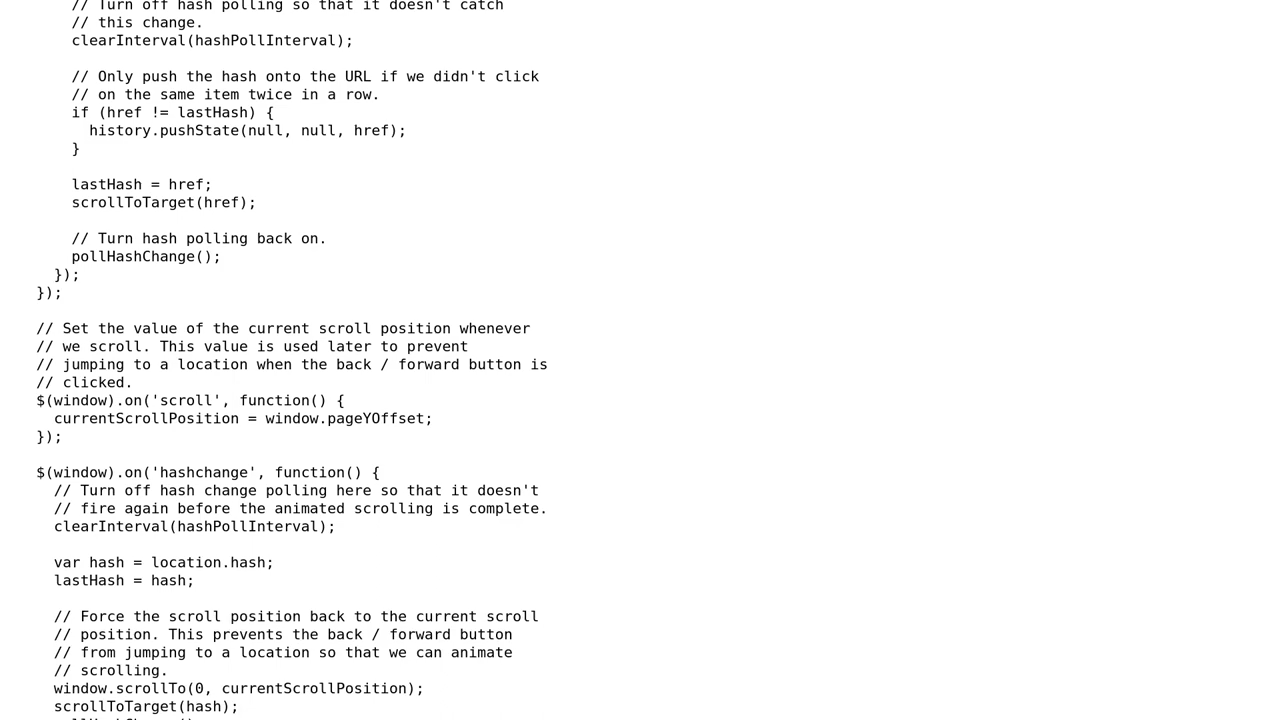 // Turn off hash polling so that it doesn't catch
// this change.
clearInterval(hashPollInterval);
// Only push the hash onto the URL if we didn't click
// on the same item twice in a row.
if (href != lastHash) {
history.pushState(null, null, href);
}
lastHash = href;
scrollToTarget(href);
// Turn hash polling back on.
pollHashChange();
});
});
// Set the value of the current scroll position whenever
// we scroll. This value is used later to prevent
// jumping to a location when the back / forward button is
// clicked.
$(window).on('scroll', function() {
currentScrollPosition = window.pageYOffset;
});
$(window).on('hashchange', function() {
// Turn off hash change polling here so that it doesn't
// fire again before the animated scrolling is complete.
clearInterval(hashPollInterval);
var hash = location.hash;
lastHash = hash;
// Force the scroll position back to the current scroll
// position. This prevents the back / forward button
// from jumping to a location so that we can animate
// scrolling.
window.scrollTo(0, currentScrollPosition);
scrollToTarget(hash);